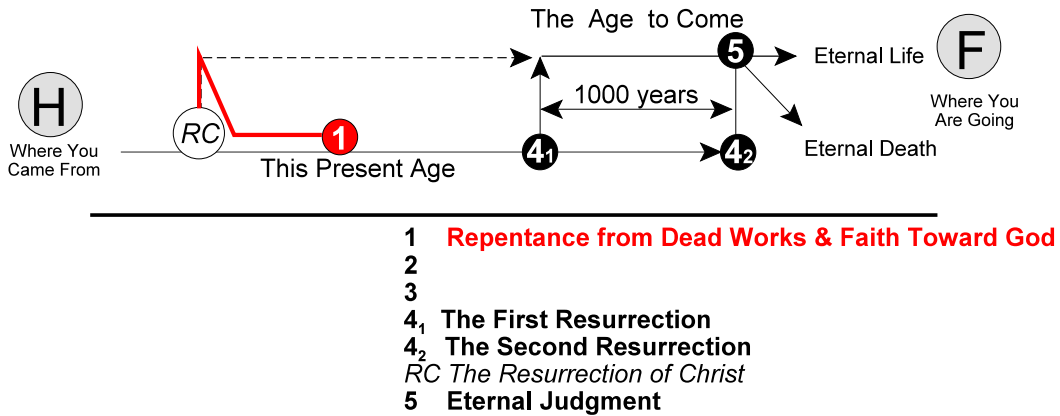 The Age to Come
H
RC
1
5
Eternal Life
F
1000 years
Where You
Came From
This Present Age
4₁
4₂
Eternal Death
Where You
Are Going
1 Repentance from Dead Works & Faith Toward God
2
3
4₁ The First Resurrection
4₂ The Second Resurrection
RC The Resurrection of Christ
5 Eternal Judgment